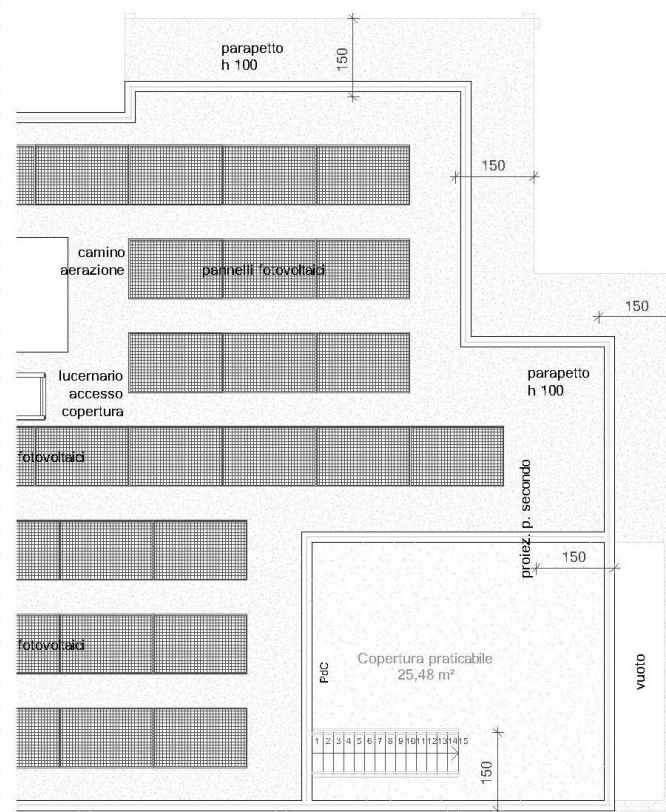 parapetto
h 100
150
150
camino
aerazione
pannelli fotovoltaici
150
lucernario
accesso
copertura
parapetto
h 100
fotovoltaici
proiez. p. secondo
150
fotovoltaici
PdC
Copertura praticabile
25,48 m²
vuoto
1 2 3 4 5 6 7 8 9 10 11 12 13 14 15
150